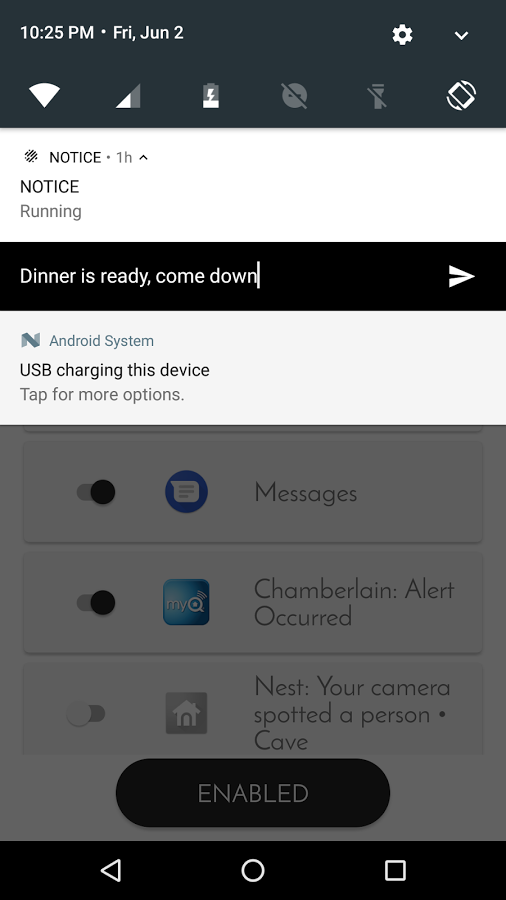 10:25 PM • Fri, Jun 2
NOTICE • 1h
NOTICE
Running
Dinner is ready, come down
Android System
USB charging this device
Tap for more options.
Messages
myQ
Chamberlain: Alert
Occurred
Nest: Your camera
spotted a person •
Cave
ENABLED